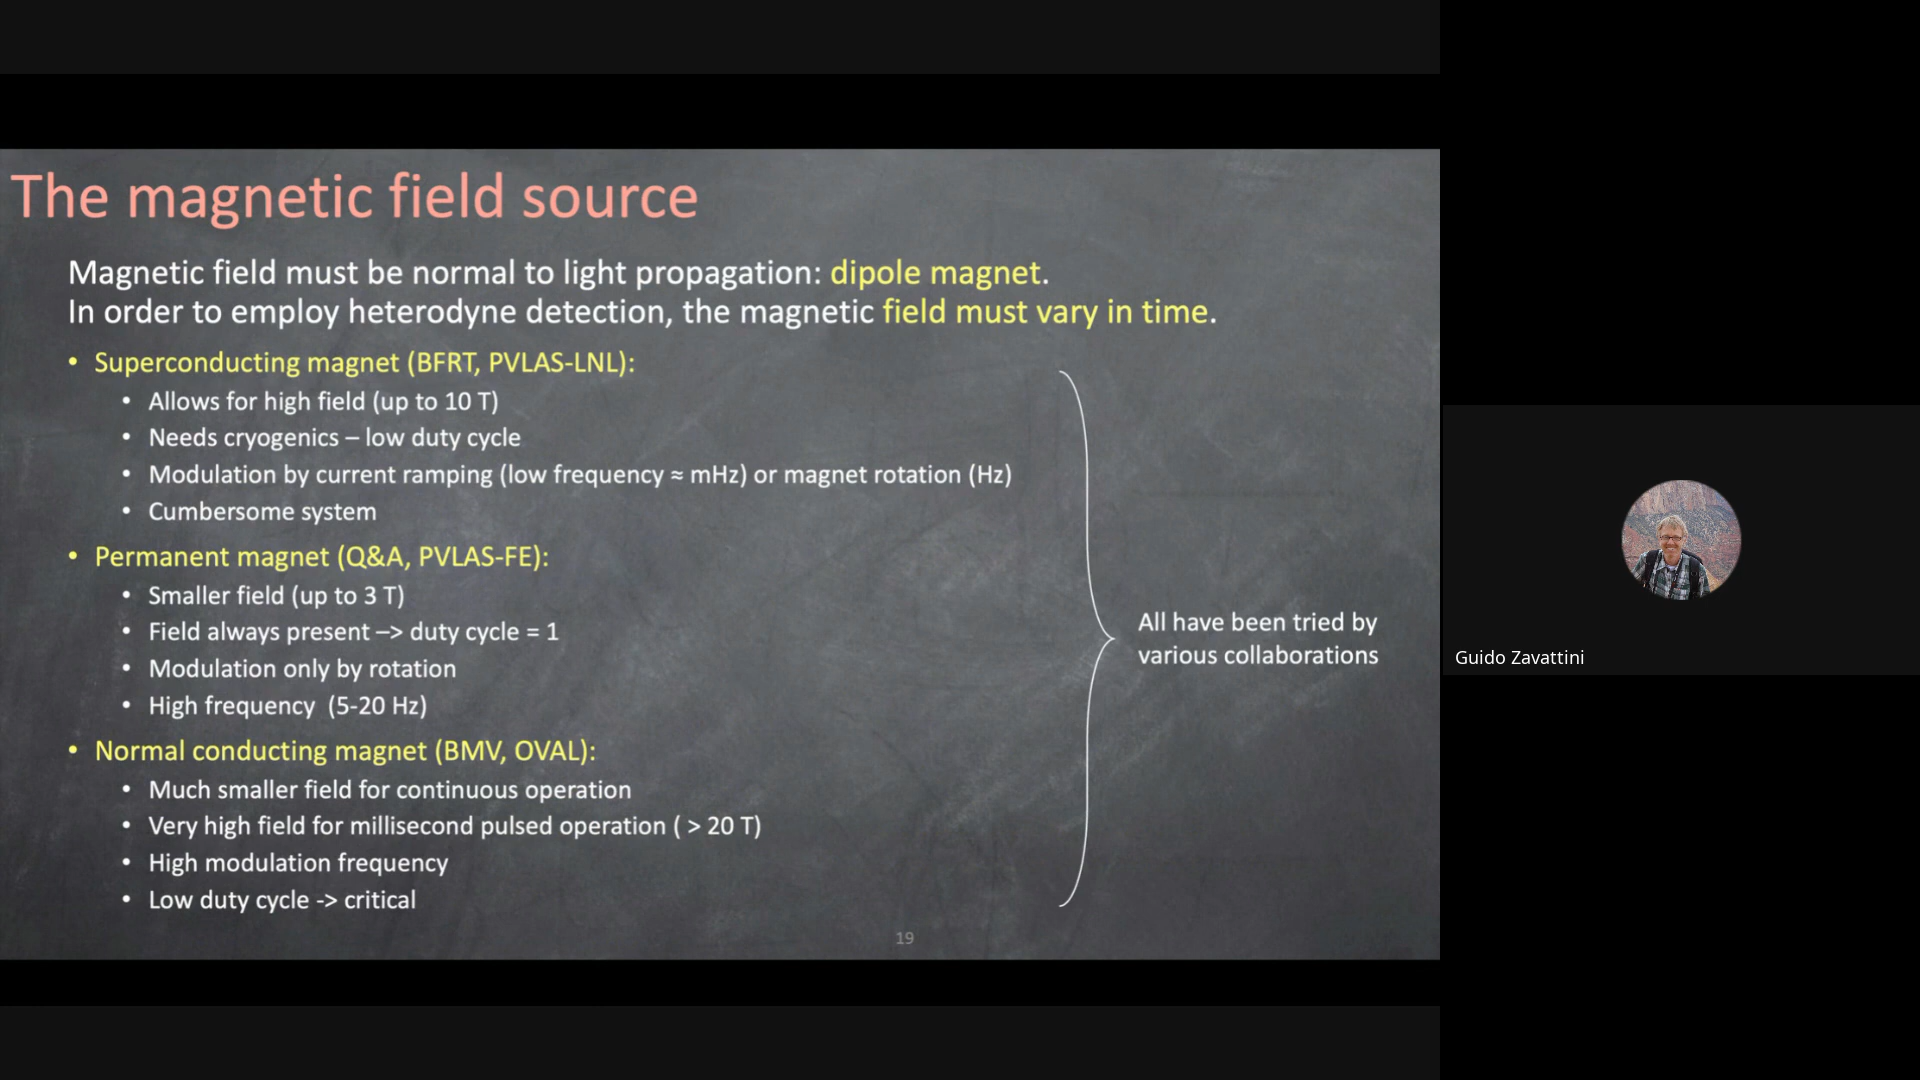 The magnetic field source
Magnetic field must be normal to light propagation: dipole magnet.
In order to employ heterodyne detection, the magnetic field must vary in time.
• Superconducting magnet (BFRT, PVLAS-LNL):
• Allows for high field (up to 10 T)
• Needs cryogenics – low duty cycle
• Modulation by current ramping (low frequency ≈ mHz) or magnet rotation (Hz)
• Cumbersome system
• Permanent magnet (Q&A, PVLAS-FE):
• Smaller field (up to 3 T)
• Field always present –> duty cycle = 1
• Modulation only by rotation
• High frequency  (5-20 Hz)
• Normal conducting magnet (BMV, OVAL):
• Much smaller field for continuous operation
• Very high field for millisecond pulsed operation ( > 20 T)
• High modulation frequency
• Low duty cycle -> critical
All have been tried by
various collaborations
19
Guido Zavattini